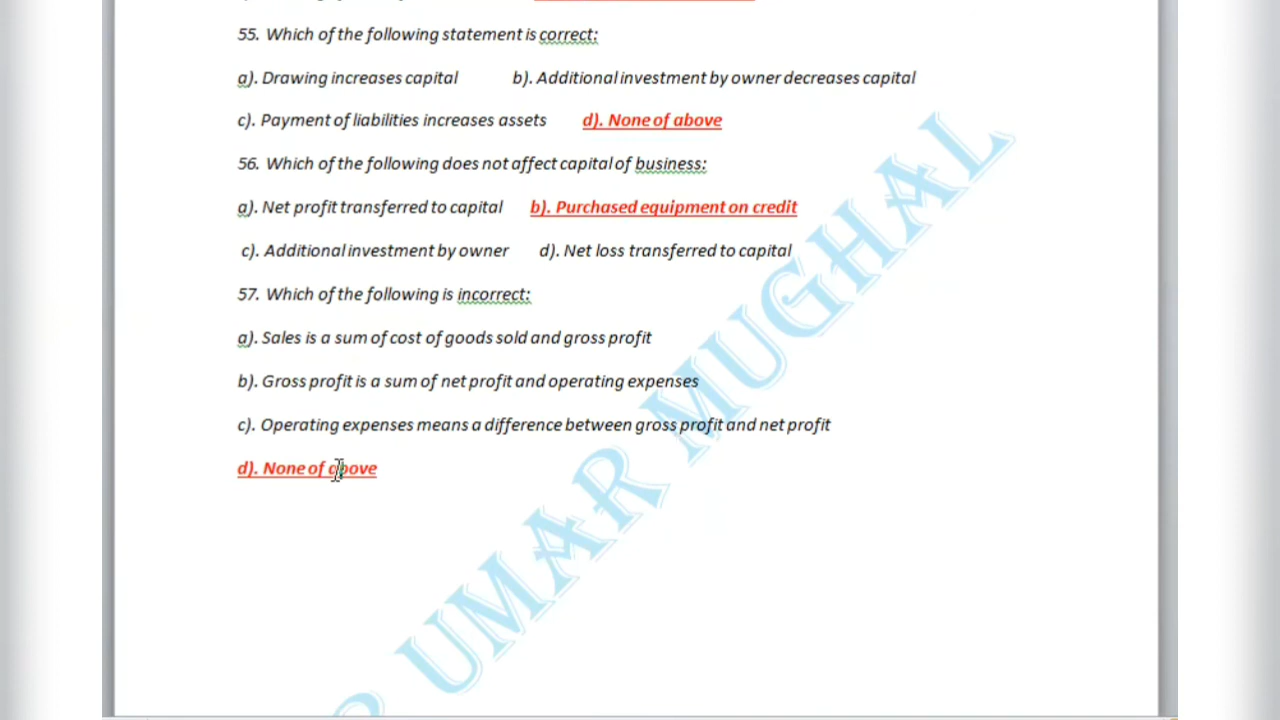 55. Which of the following statement is correct:
a). Drawing increases capital b). Additional investment by owner decreases capital
c). Payment of liabilities increases assets d). None of above
56. Which of the following does not affect capital of business:
a). Net profit transferred to capital b). Purchased equipment on credit
c). Additional investment by owner d). Net loss transferred to capital
57. Which of the following is incorrect:
a). Sales is a sum of cost of goods sold and gross profit
b). Gross profit is a sum of net profit and operating expenses
c). Operating expenses means a difference between gross profit and net profit
d). None of above
R UMAR MUGHAL